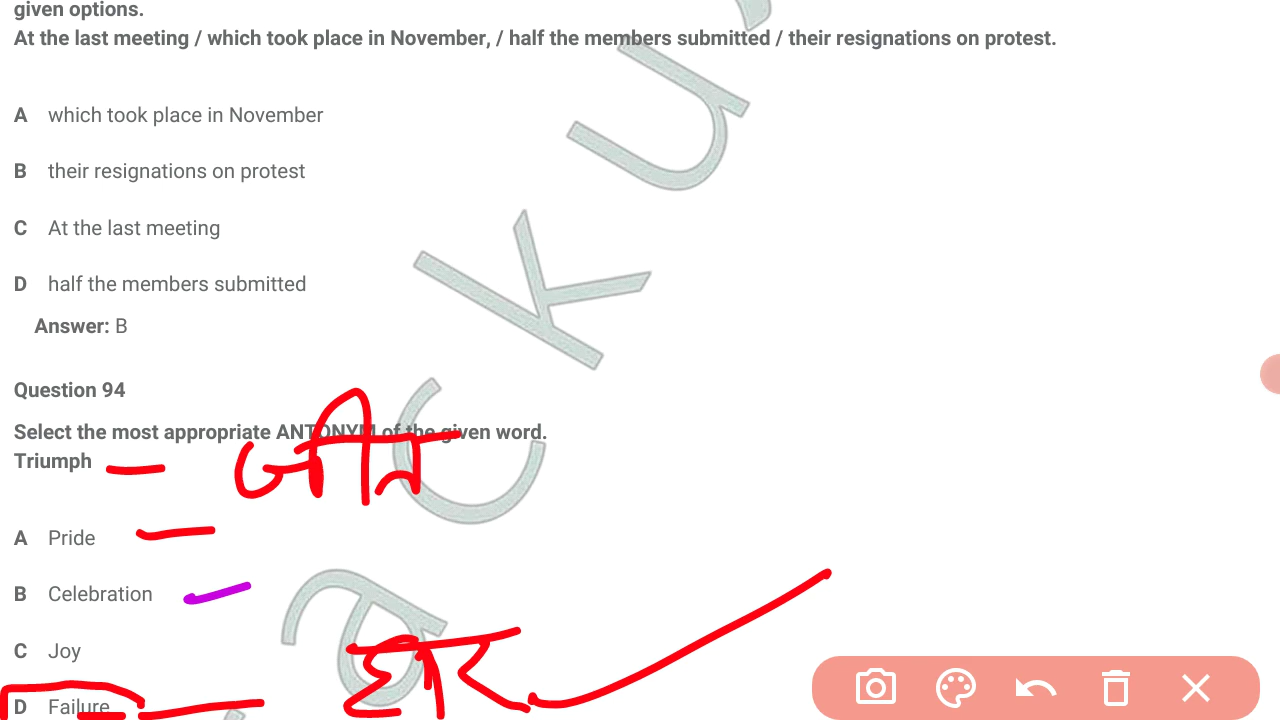 given options.
At the last meeting / which took place in November, / half the members submitted / their resignations on protest.
A which took place in November
B their resignations on protest
C At the last meeting
D half the members submitted
Answer: B
Question 94
Select the most appropriate ANTONYM of the given word.
Triumph — जीत
A Pride
B Celebration
C Joy
D Failure — हार